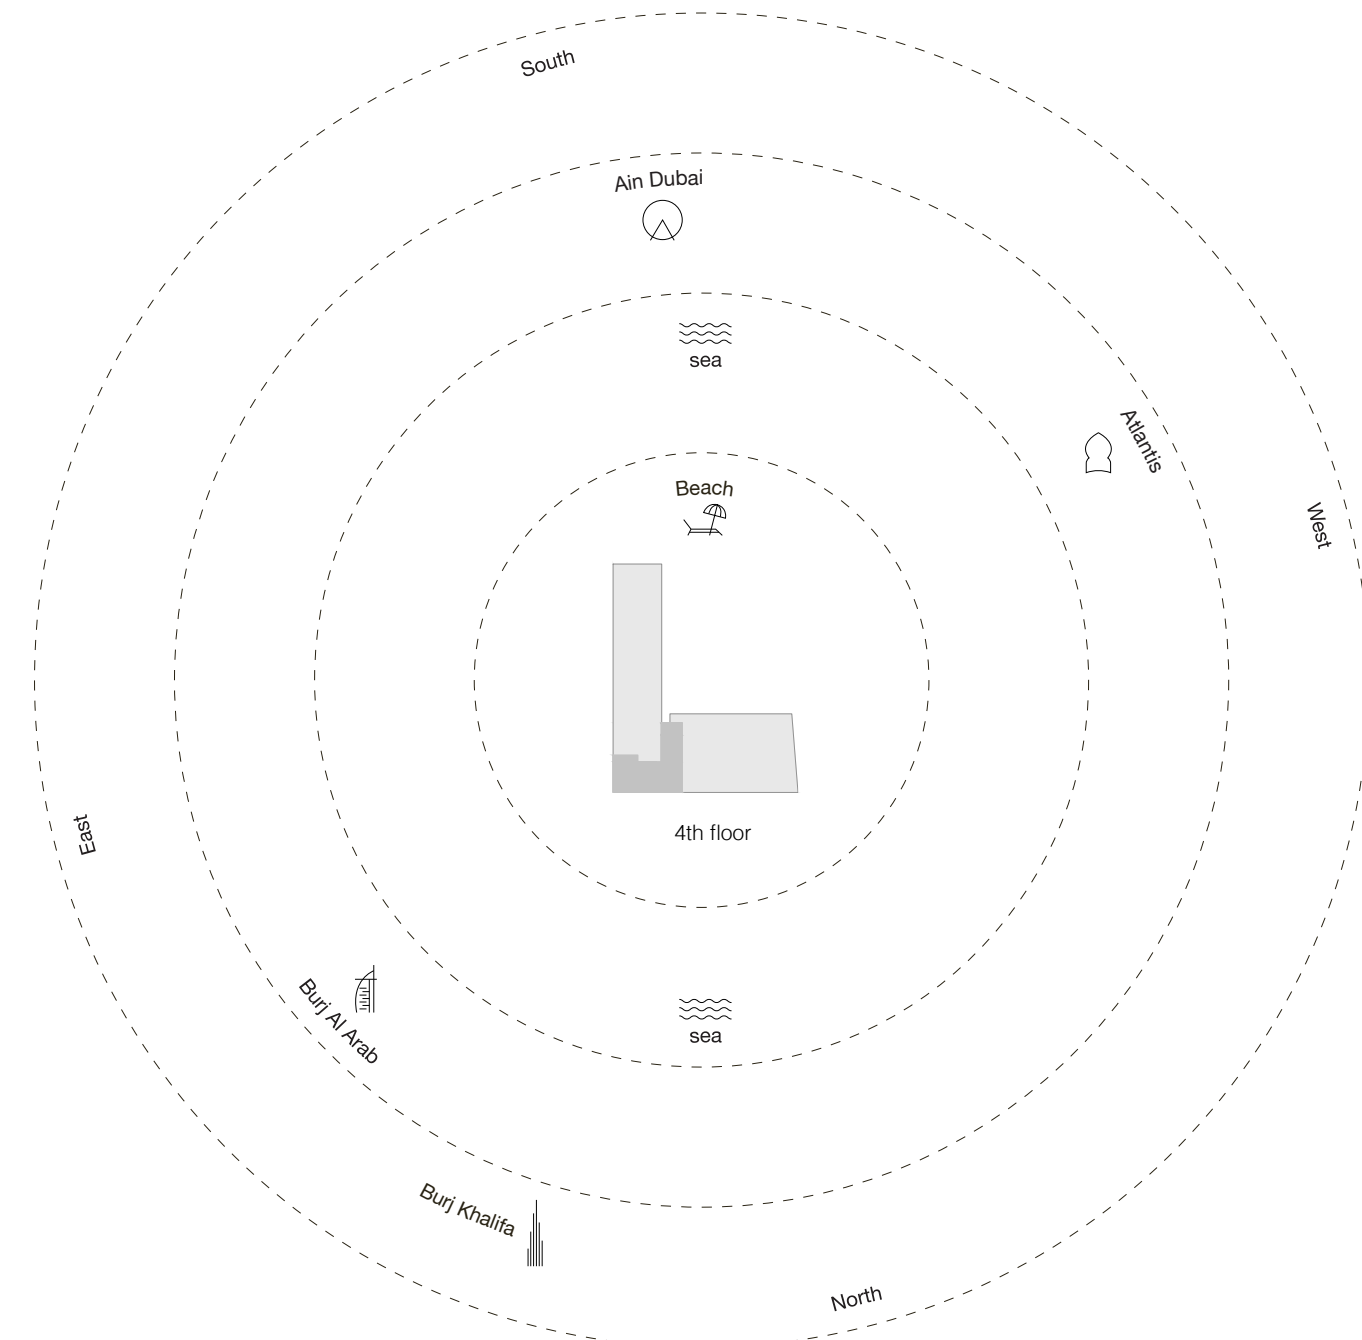 South
Ain Dubai
sea
Atlantis
Beach
West
4th floor
East
Burj Al Arab
sea
Burj Khalifa
North